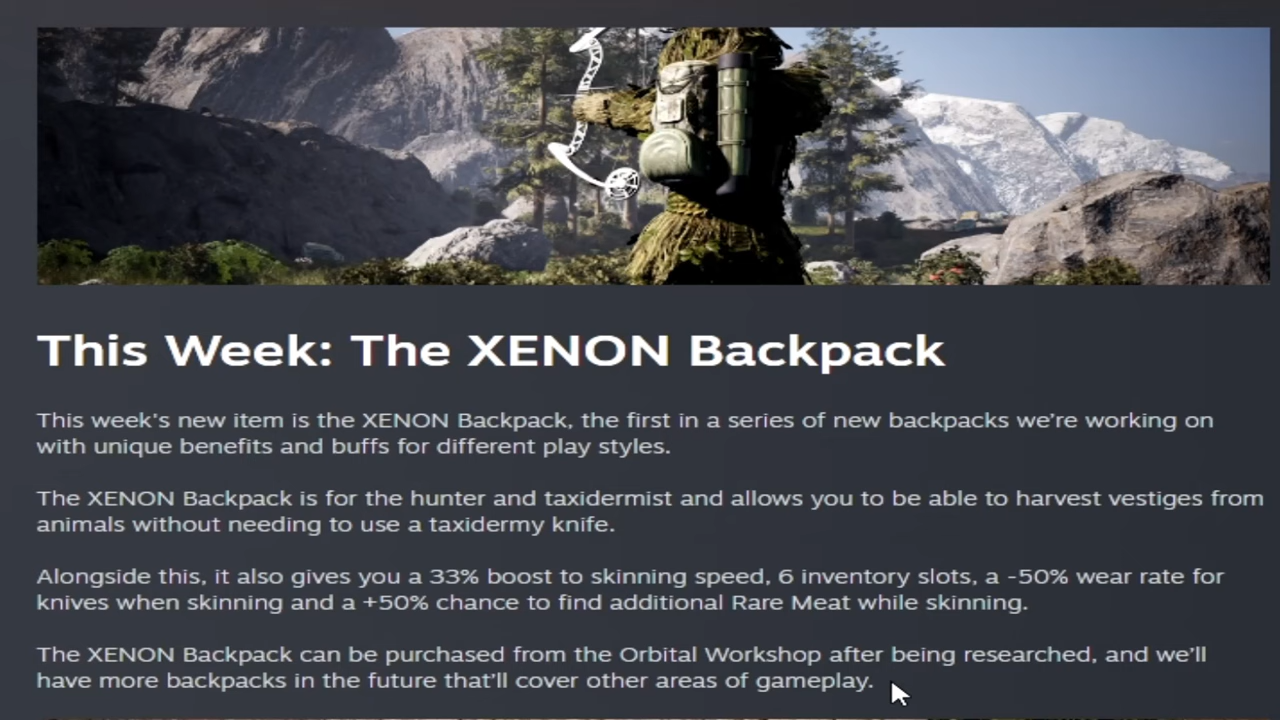 This Week: The XENON Backpack
This week's new item is the XENON Backpack, the first in a series of new backpacks we're working on
with unique benefits and buffs for different play styles.
The XENON Backpack is for the hunter and taxidermist and allows you to be able to harvest vestiges from
animals without needing to use a taxidermy knife.
Alongside this, it also gives you a 33% boost to skinning speed, 6 inventory slots, a -50% wear rate for
knives when skinning and a +50% chance to find additional Rare Meat while skinning.
The XENON Backpack can be purchased from the Orbital Workshop after being researched, and we'll
have more backpacks in the future that'll cover other areas of gameplay.